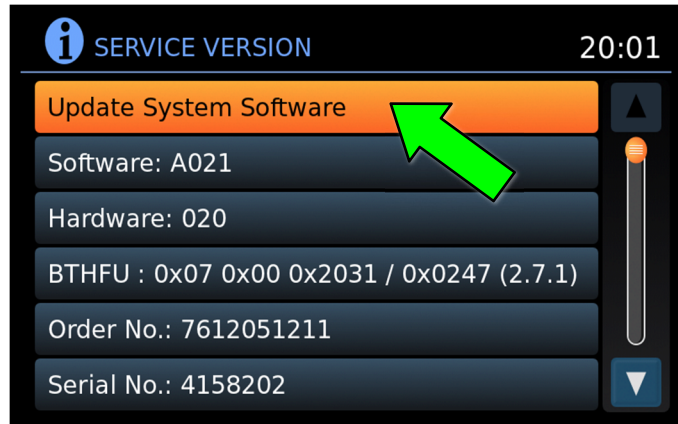 SERVICE VERSION 20:01
Update System Software
Software: A021
Hardware: 020
BTHFU : 0x07 0x00 0x2031 / 0x0247 (2.7.1)
Order No.: 7612051211
Serial No.: 4158202